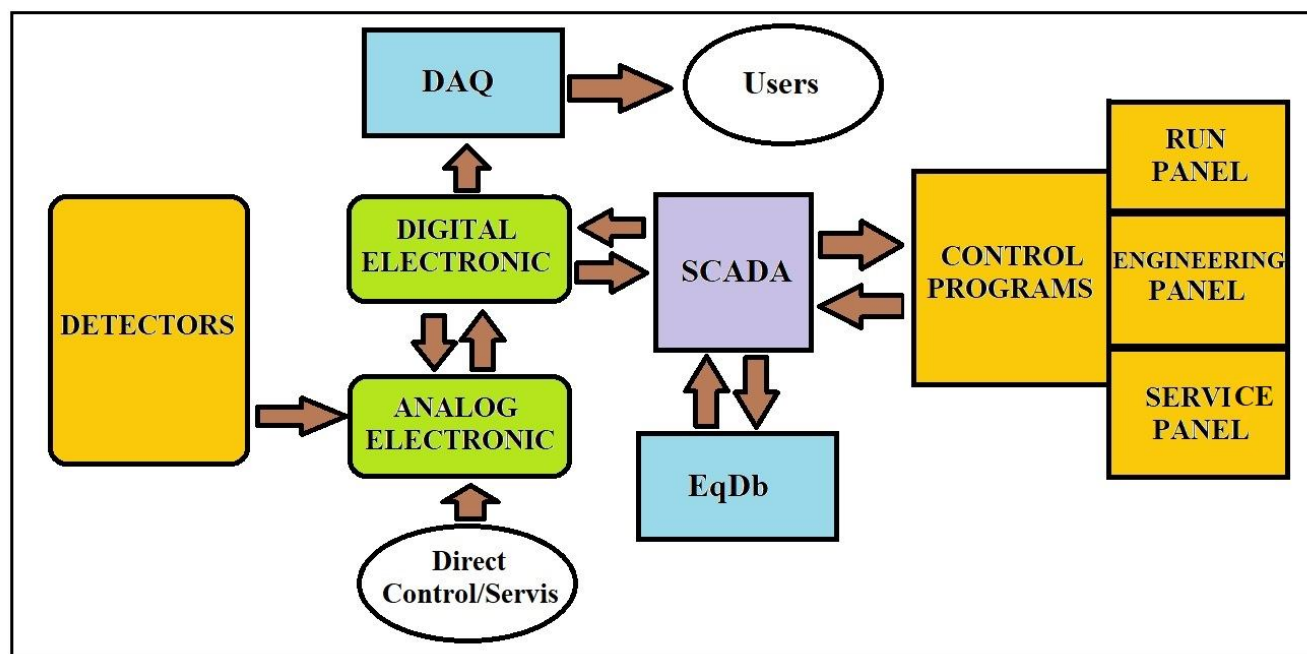 DAQ
Users
RUN
PANEL
DIGITAL
ELECTRONIC
SCADA
CONTROL
PROGRAMS
ENGINEERING
PANEL
DETECTORS
ANALOG
ELECTRONIC
SERVICE
PANEL
EqDb
Direct
Control/Servis